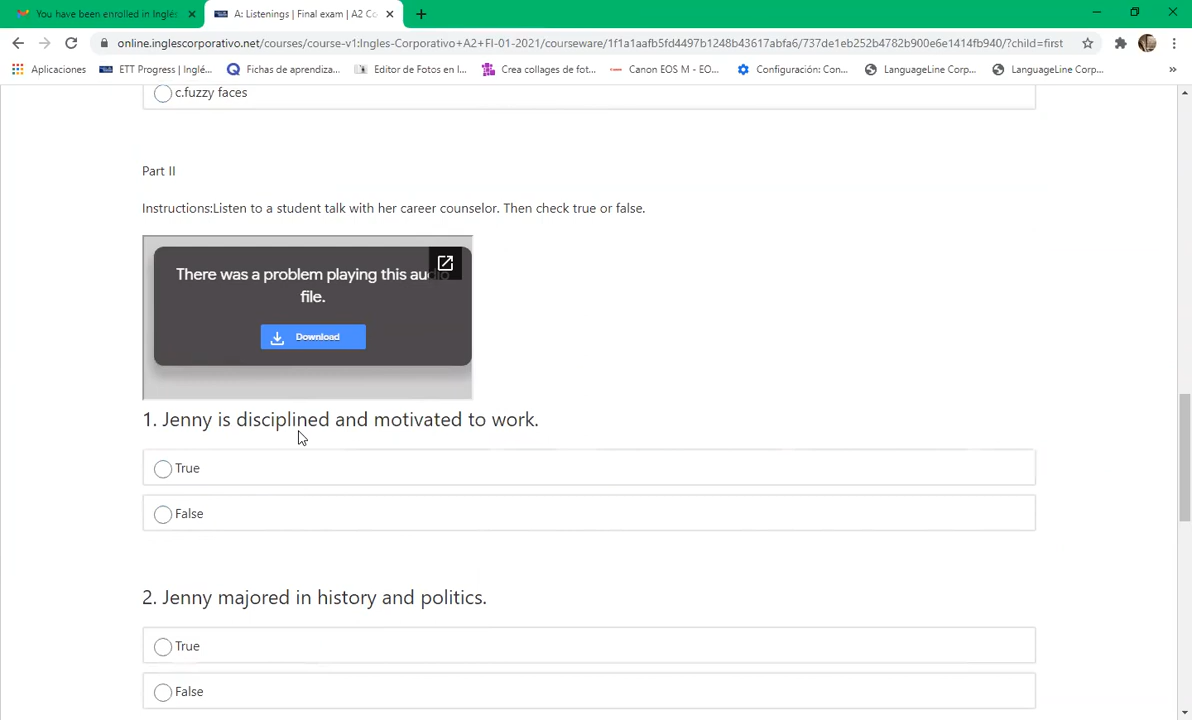 You have been enrolled in Inglés
A: Listenings | Final exam | A2 Co
online.inglescorporativo.net/courses/course-v1:Ingles-Corporativo+A2+FI-01-2021/courseware/1f1a1aafb5fd4497b1248b43617abfa6/737de1eb252b4782b900e6e1414fb940/?child=first
Aplicaciones
ETT Progress | Inglé...
Fichas de aprendiza...
Editor de Fotos en l...
Crea collages de fot...
Canon EOS M - EO...
Configuración: Con...
LanguageLine Corp...
LanguageLine Corp...
»
c.fuzzy faces
Part II
Instructions:Listen to a student talk with her career counselor. Then check true or false.
There was a problem playing this audio
file.
Download
1. Jenny is disciplined and motivated to work.
True
False
2. Jenny majored in history and politics.
True
False